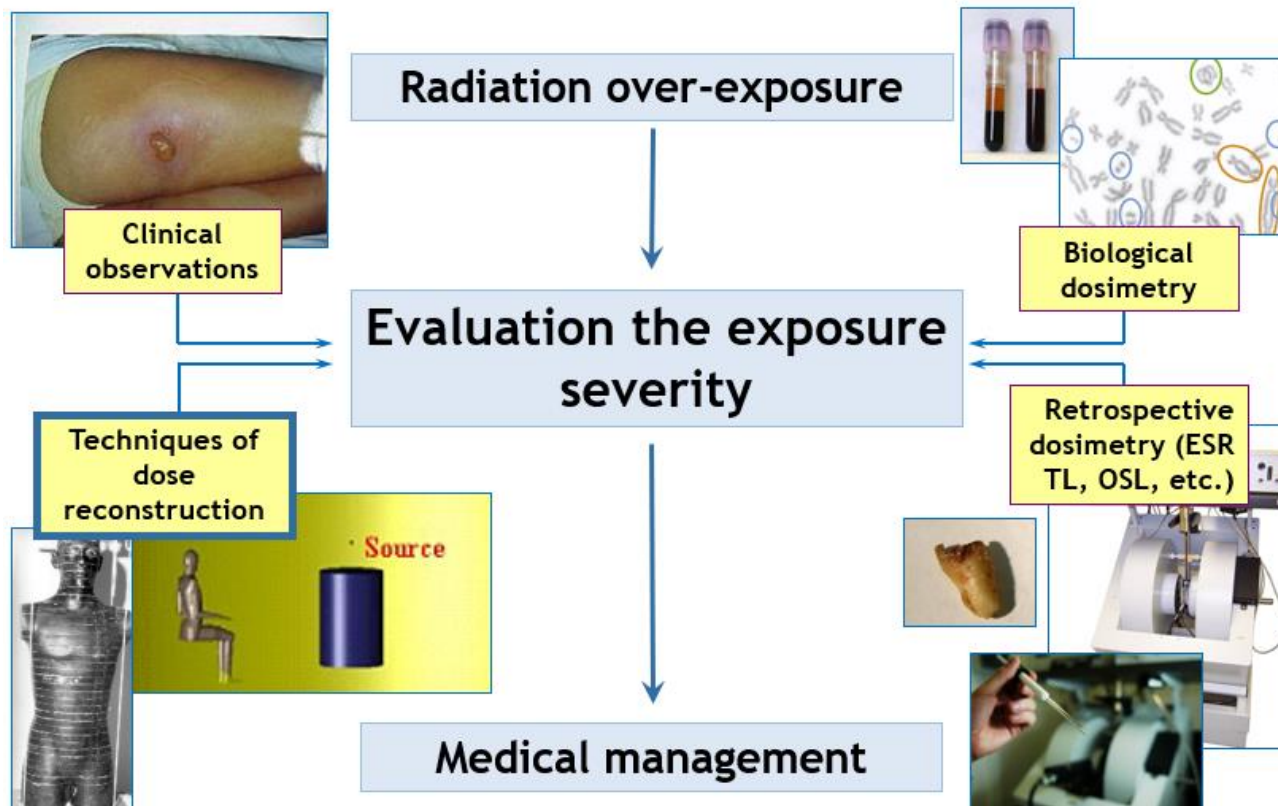 Radiation over-exposure
Clinical
observations
Biological
dosimetry
Evaluation the exposure
severity
Techniques of
dose
reconstruction
Retrospective
dosimetry (ESR
TL, OSL, etc.)
Source
Medical management